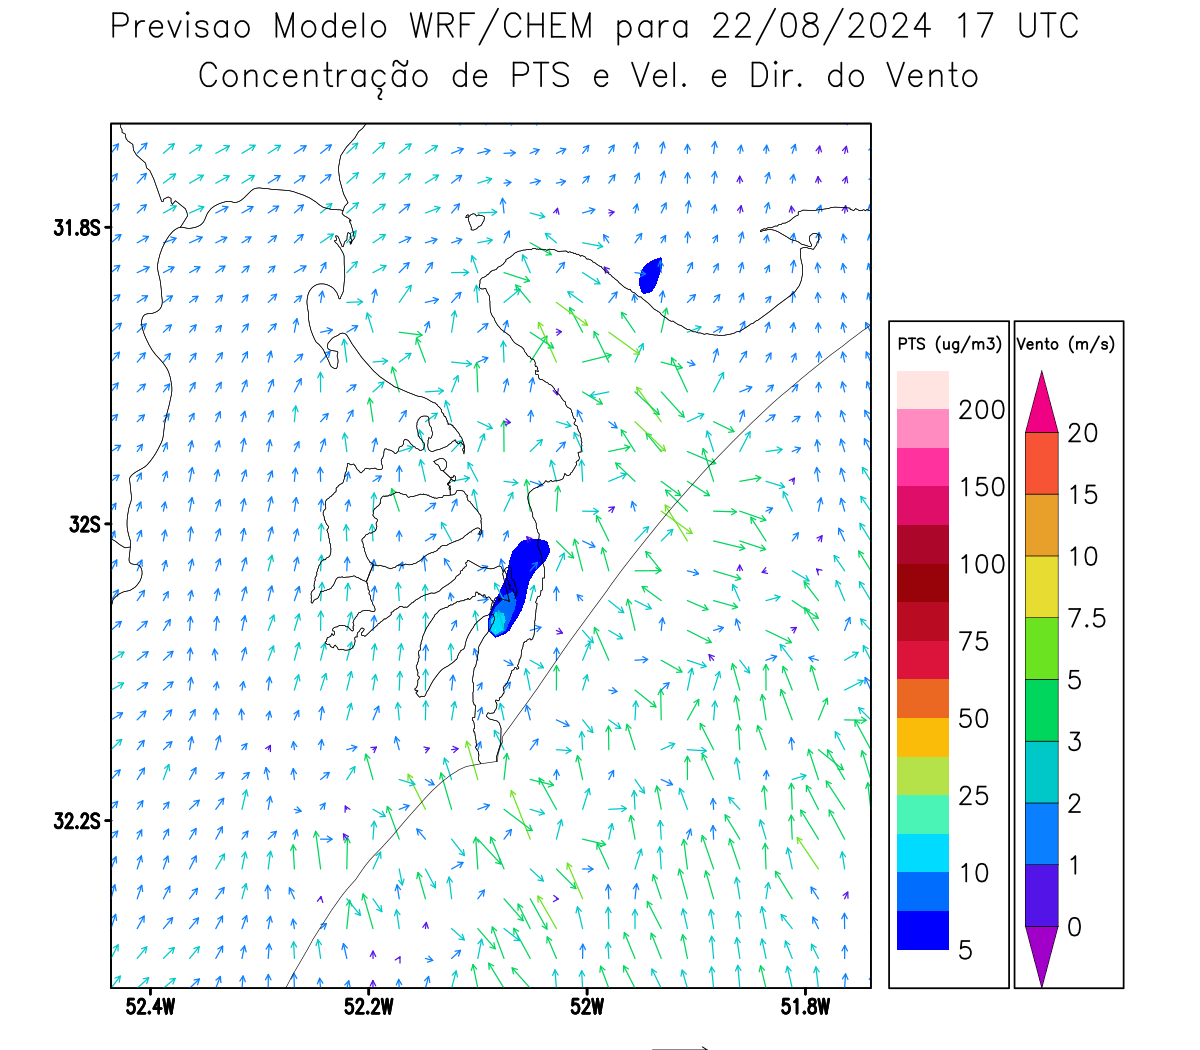 Previsao Modelo WRF/CHEM para 22/08/2024 17 UTC
Concentração de PTS e Vel. e Dir. do Vento
31.8S
32S
32.2S
52.4W
52.2W
52W
51.8W
PTS (ug/m3)
200
150
100
75
50
25
10
5
Vento (m/s)
20
15
10
7.5
5
3
2
1
0